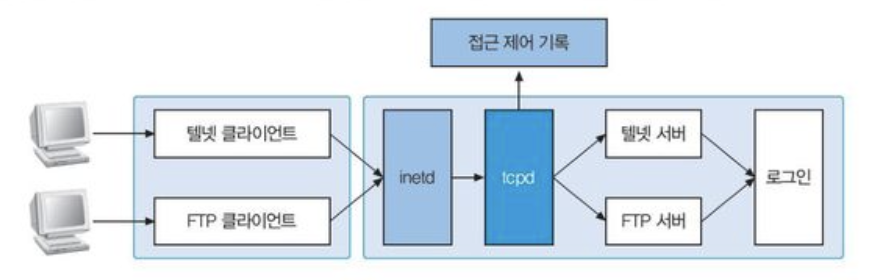 접근 제어 기록
텔넷 클라이언트
FTP 클라이언트
inetd
tcpd
텔넷 서버
FTP 서버
로그인